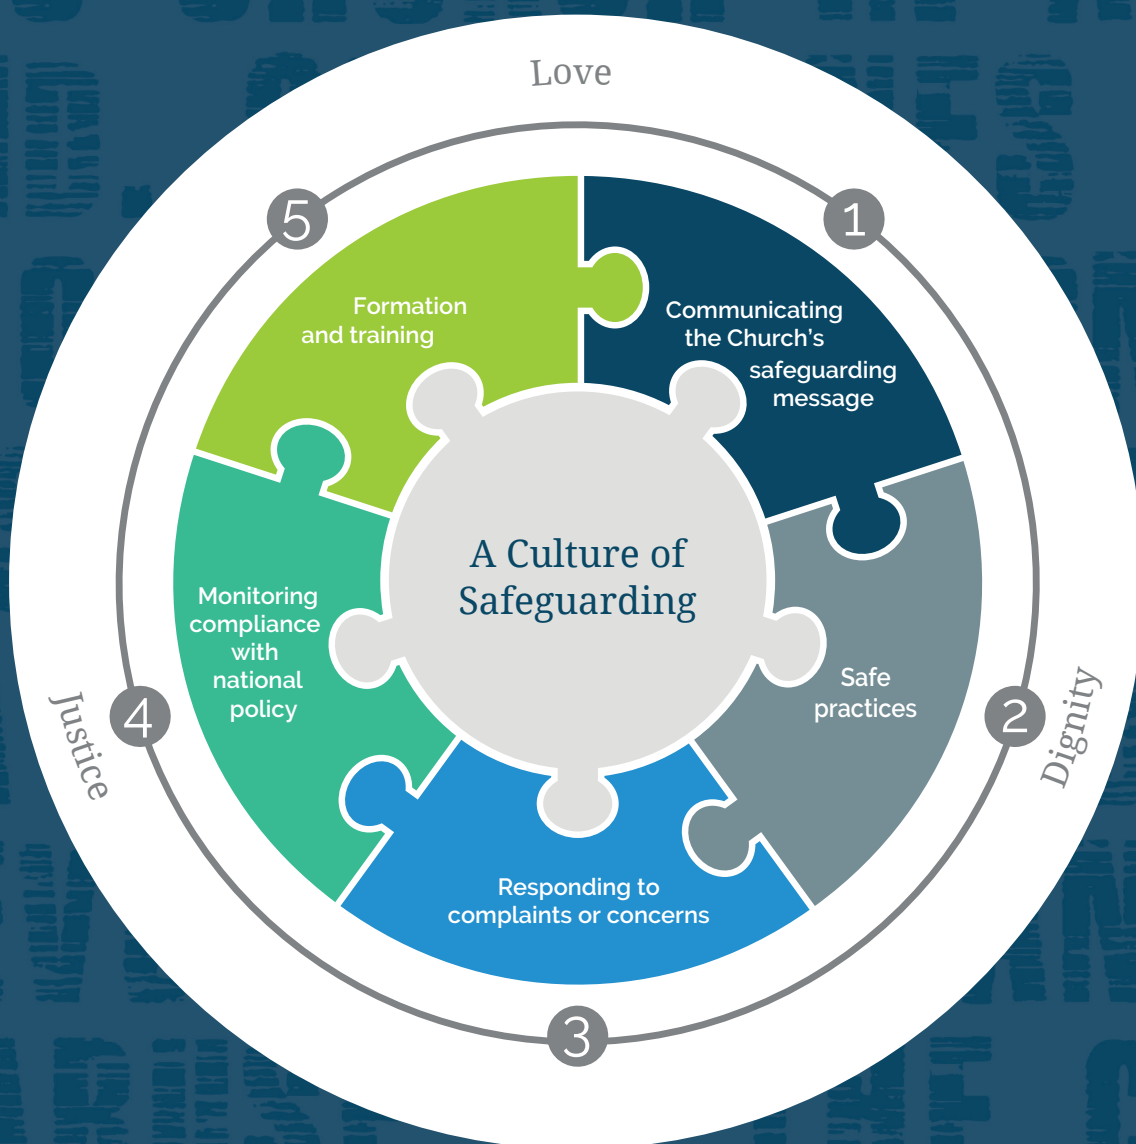 Love
5
1
Formation
and training
Communicating
the Church's
safeguarding
message
A Culture of
Safeguarding
Monitoring
compliance
with
national
policy
Safe
practices
4
Justice
2
Dignity
Responding to
complaints or concerns
3